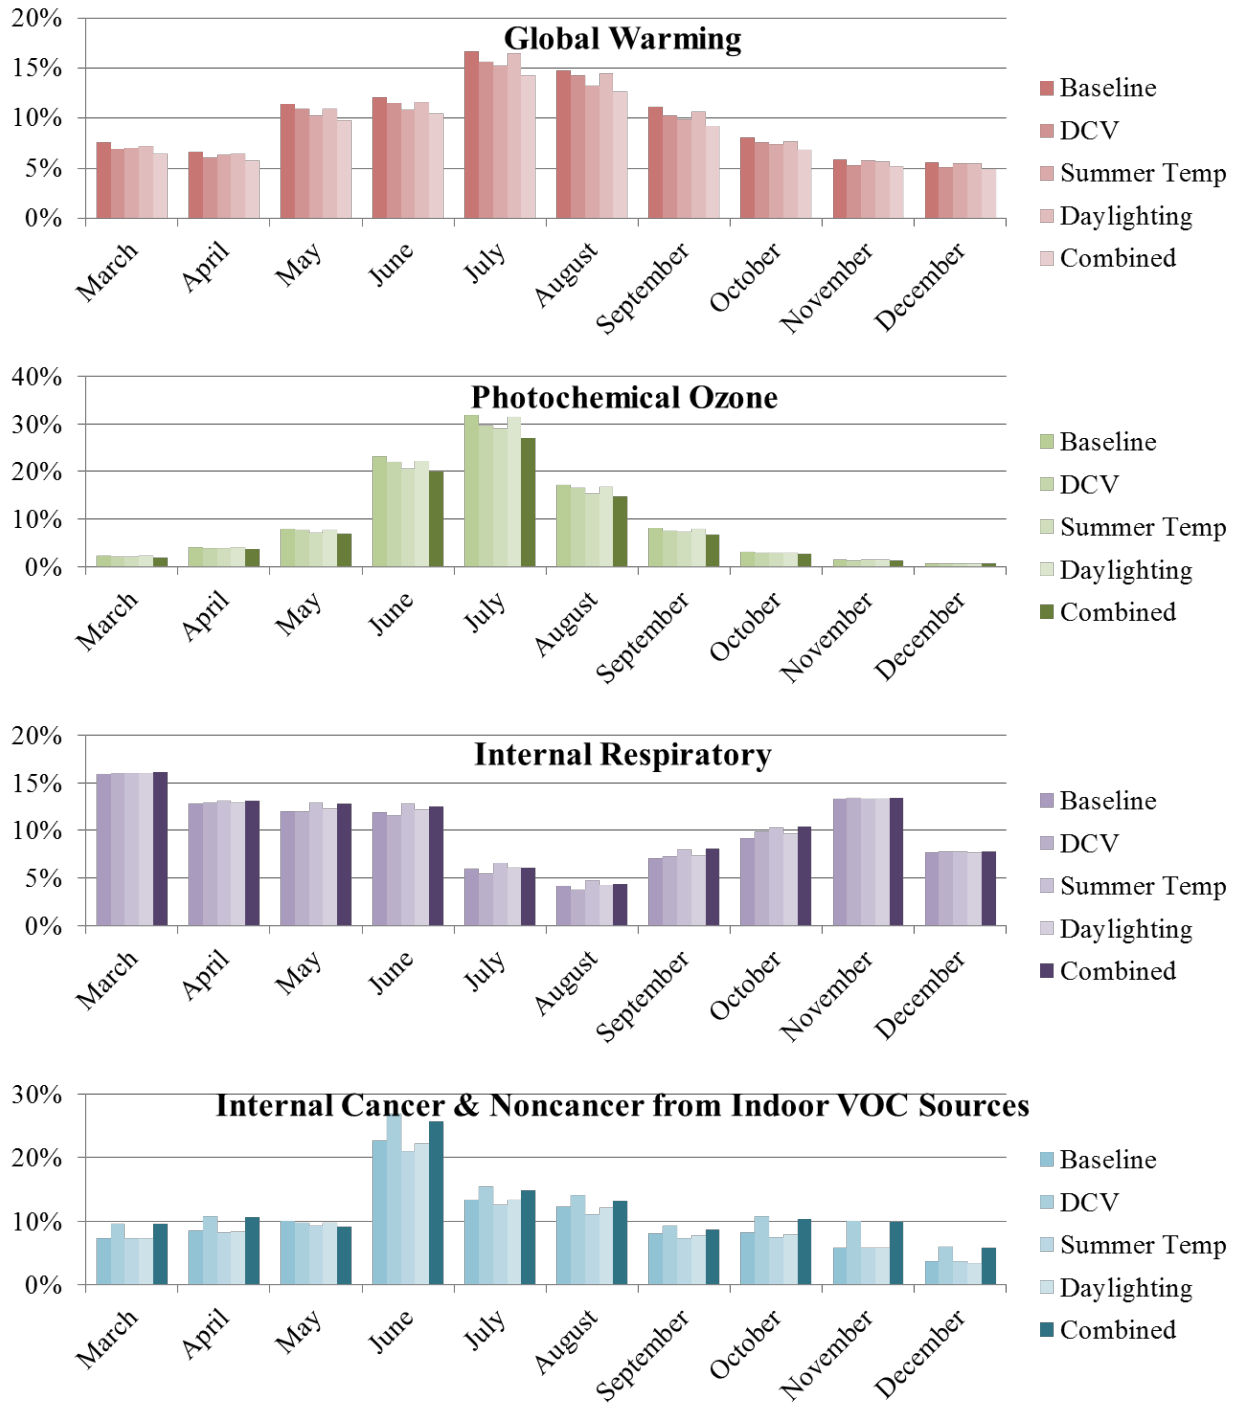 Global Warming
20%
15%
10%
5%
0%
March
April
May
June
July
August
September
October
November
December
Baseline
DCV
Summer Temp
Daylighting
Combined
Photochemical Ozone
40%
30%
20%
10%
0%
March
April
May
June
July
August
September
October
November
December
Baseline
DCV
Summer Temp
Daylighting
Combined
Internal Respiratory
20%
15%
10%
5%
0%
March
April
May
June
July
August
September
October
November
December
Baseline
DCV
Summer Temp
Daylighting
Combined
Internal Cancer & Noncancer from Indoor VOC Sources
30%
20%
10%
0%
March
April
May
June
July
August
September
October
November
December
Baseline
DCV
Summer Temp
Daylighting
Combined